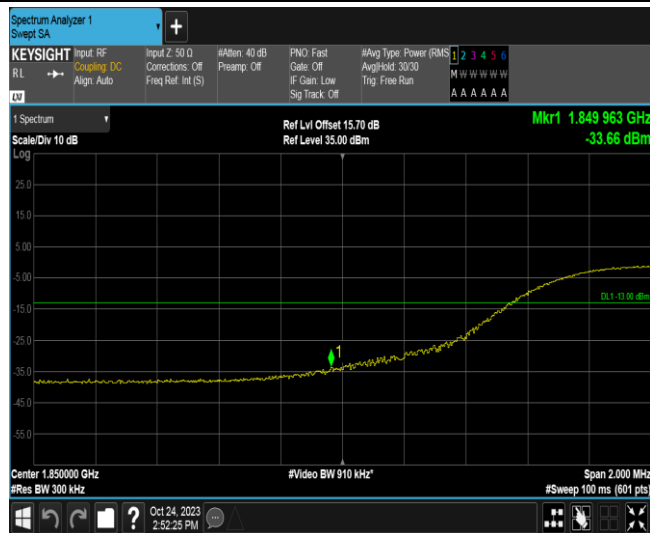 Spectrum Analyzer 1
Swept SA
KEYSIGHT
RL
LXI
Input: RF
Coupling: DC
Align: Auto
Input Z: 50 Ω
Corrections: Off
Freq Ref: Int (S)
#Atten: 40 dB
Preamp: Off
PNO: Fast
Gate: Off
IF Gain: Low
Sig Track: Off
#Avg Type: Power (RMS
Avg|Hold: 30/30
Trig: Free Run
1 2 3 4 5 6
M W W W W W
A A A A A A
1 Spectrum
Scale/Div 10 dB
Log
Ref Lvl Offset 15.70 dB
Ref Level 35.00 dBm
Mkr1 1.849 963 GHz
-33.66 dBm
25.0
15.0
5.00
-5.00
DL1 -13.00 dBm
-15.0
-25.0
1
-35.0
-45.0
-55.0
Center 1.850000 GHz
#Res BW 300 kHz
#Video BW 910 kHz*
Span 2.000 MHz
#Sweep 100 ms (601 pts)
?
Oct 24, 2023
2:52:25 PM